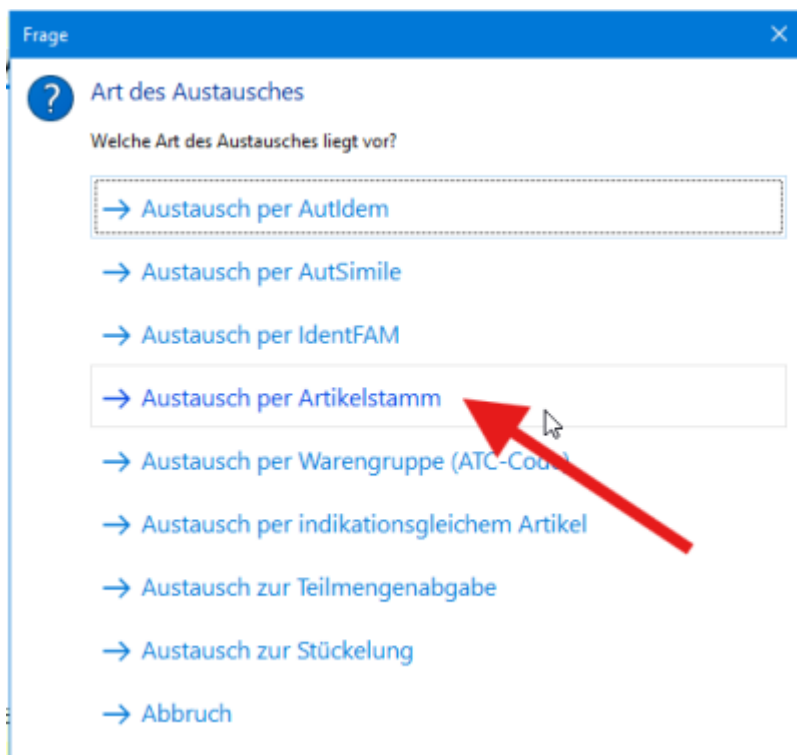 Frage
Art des Austausches
Welche Art des Austausches liegt vor?
Austausch per AutIdem
Austausch per AutSimile
Austausch per IdentFAM
Austausch per Artikelstamm
Austausch per Warengruppe (ATC-Code)
Austausch per indikationsgleichem Artikel
Austausch zur Teilmengenabgabe
Austausch zur Stückelung
Abbruch